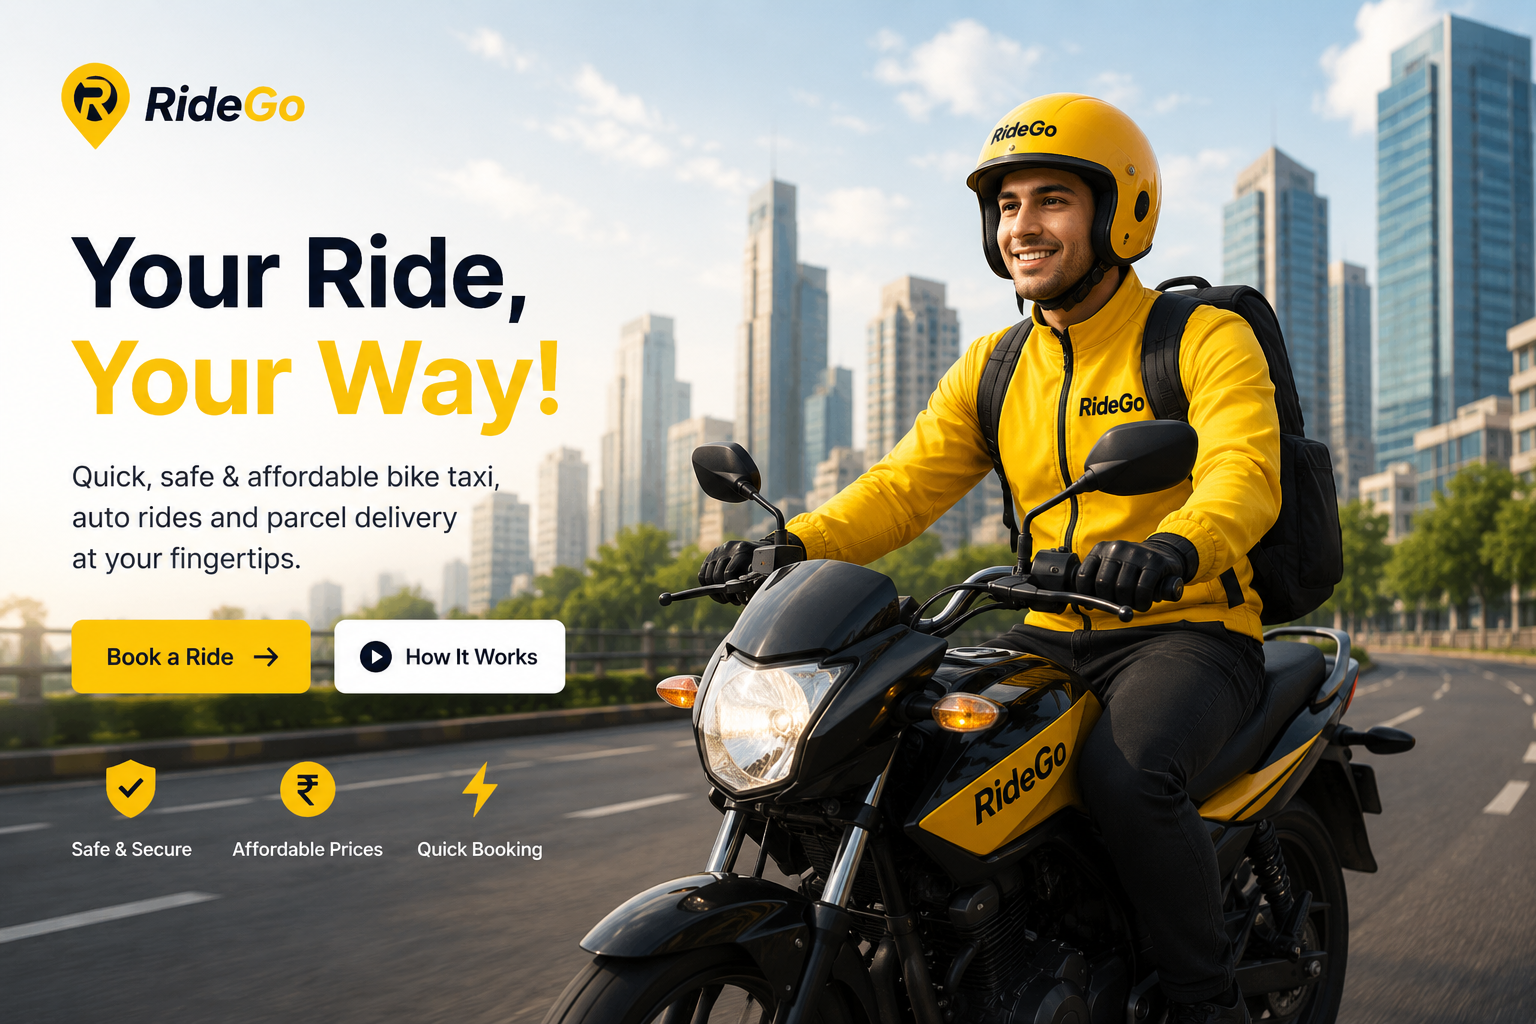 RideGo
Your Ride,
Your Way!
Quick, safe & affordable bike taxi,
auto rides and parcel delivery
at your fingertips.
Book a Ride
How It Works
Safe & Secure
₹
Affordable Prices
Quick Booking
RideGo
RideGo
RideGo